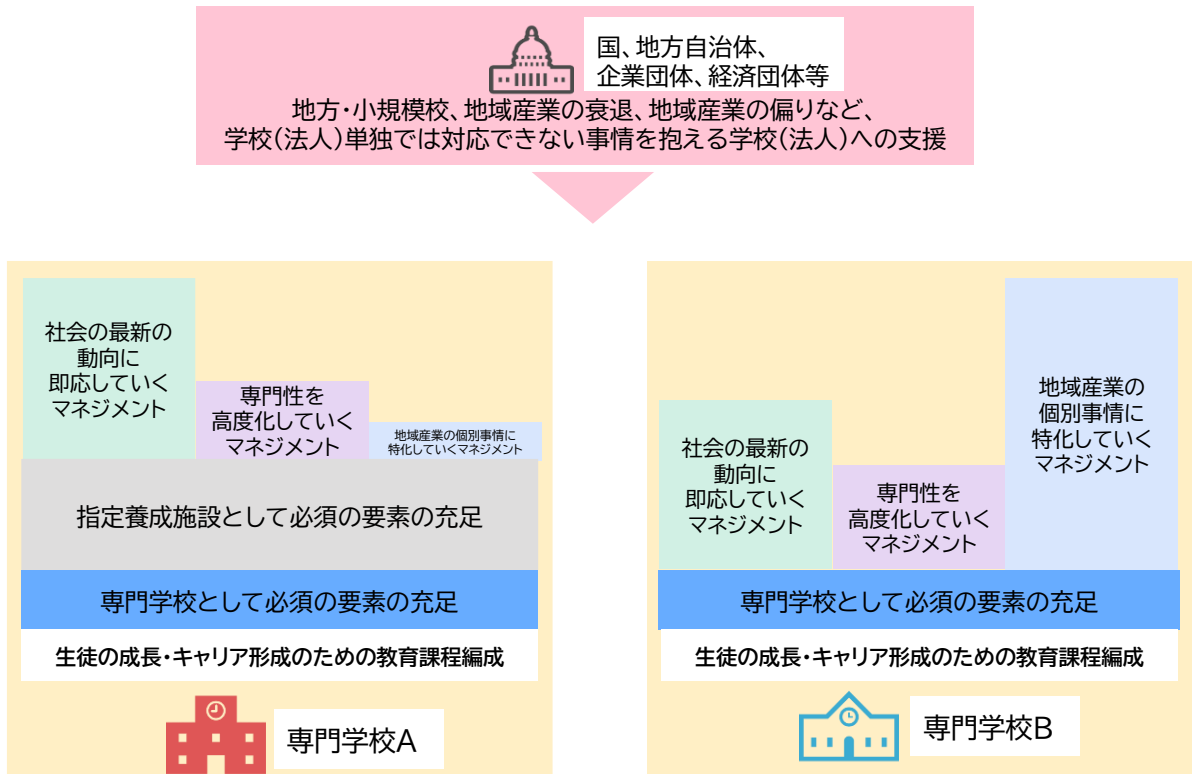 国、地方自治体、
企業団体、経済団体等
地方・小規模校、地域産業の衰退、地域産業の偏りなど、
学校(法人)単独では対応できない事情を抱える学校(法人)への支援
社会の最新の
動向に
即応していく
マネジメント
専門性を
高度化していく
マネジメント
地域産業の個別事情に
特化していくマネジメント
指定養成施設として必須の要素の充足
専門学校として必須の要素の充足
生徒の成長・キャリア形成のための教育課程編成
専門学校A
社会の最新の
動向に
即応していく
マネジメント
専門性を
高度化していく
マネジメント
地域産業の
個別事情に
特化していく
マネジメント
専門学校として必須の要素の充足
生徒の成長・キャリア形成のための教育課程編成
専門学校B